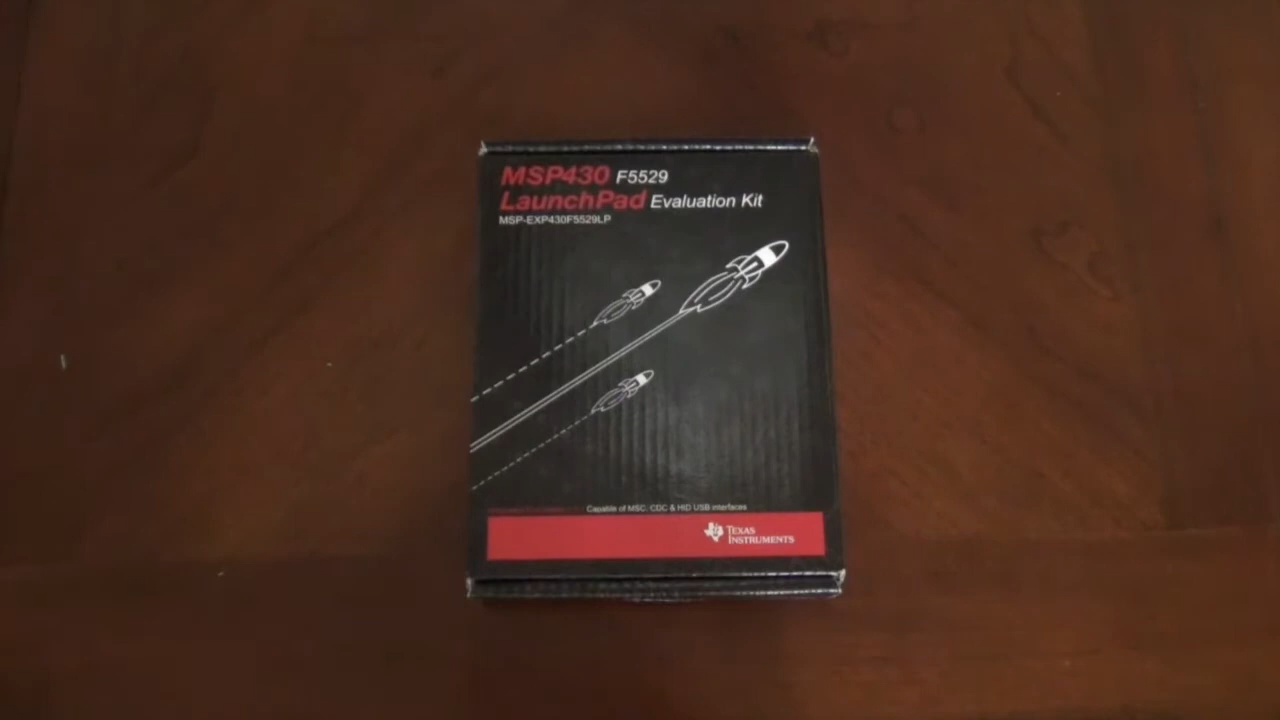 MSP430 F5529
LaunchPad Evaluation Kit
MSP-EXP430F5529LP
Capable of MSC, CDC & HID USB interfaces
TEXAS
INSTRUMENTS